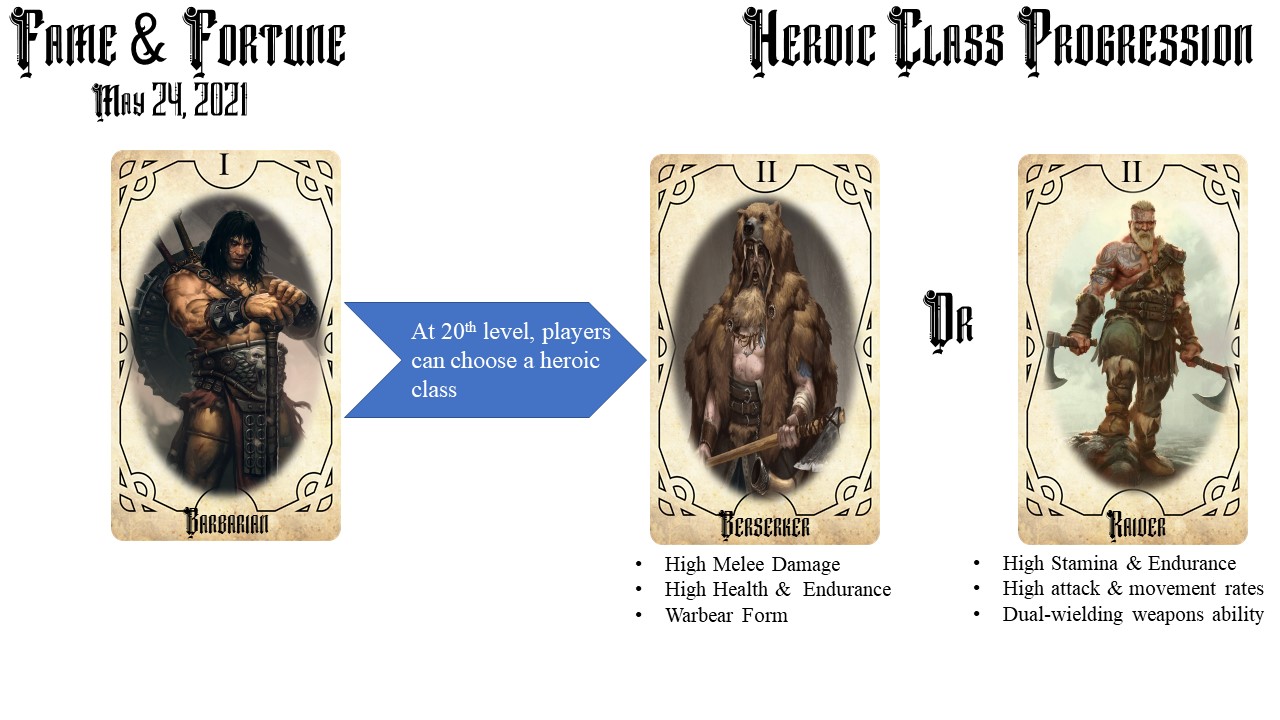 Fame & Fortune
May 24, 2021
Heroic Class Progression
I
Barbarian
At 20th level, players
can choose a heroic
class
II
Berserker
Or
II
Raider
• High Melee Damage
• High Health & Endurance
• Warbear Form
• High Stamina & Endurance
• High attack & movement rates
• Dual-wielding weapons ability